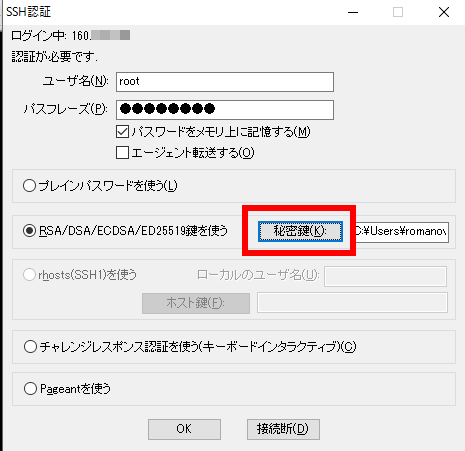 SSH認証
ログイン中: 160.
認証が必要です.
ユーザ名(N): root
パスフレーズ(P): ●●●●●●●●
パスワードをメモリ上に記憶する(M)
エージェント転送する(O)
プレインパスワードを使う(L)
RSA/DSA/ECDSA/ED25519鍵を使う 秘密鍵(K): C:¥Users¥romanov
rhosts(SSH1)を使う ローカルのユーザ名(U):
ホスト鍵(F):
チャレンジレスポンス認証を使う(キーボードインタラクティブ)(C)
Pageantを使う
OK 接続断(D)